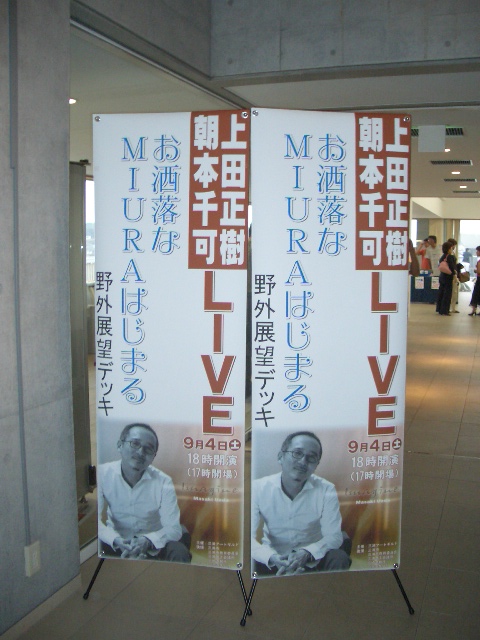 上田正樹
朝本千可
LIVE
お洒落な
MIURAはじまる
野外展望デッキ
9月4日土
18時開演
(17時開場)
上田正樹
朝本千可
LIVE
お洒落な
MIURAはじまる
野外展望デッキ
9月4日土
18時開演
(17時開場)